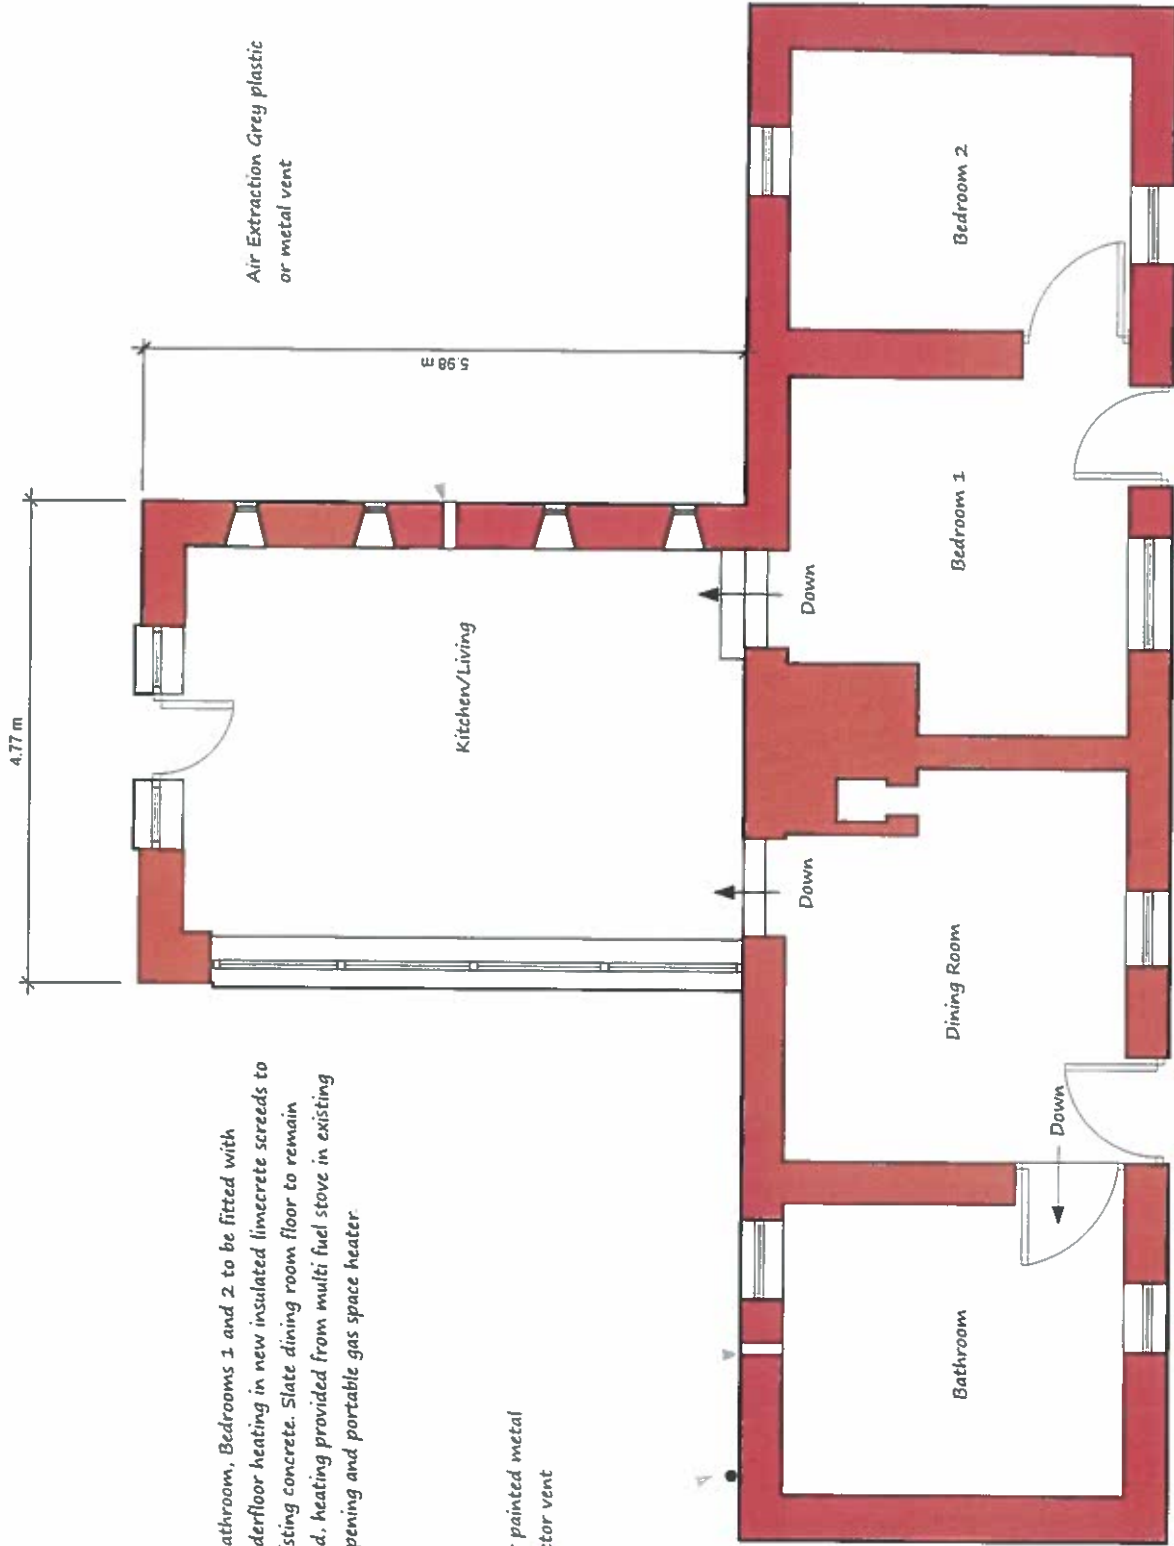 4.77 m
5.98 m
Air Extraction Grey plastic
or metal vent
Kitchen/Living
athroom, Bedrooms 1 and 2 to be fitted with
derfloor heating in new insulated limecrete screeds to
isting concrete. Slate dining room floor to remain
d, heating provided from multi fuel stove in existing
pening and portable gas space heater
painted metal
ctor vent
Down
Down
Down
Bathroom
Dining Room
Bedroom 1
Bedroom 2